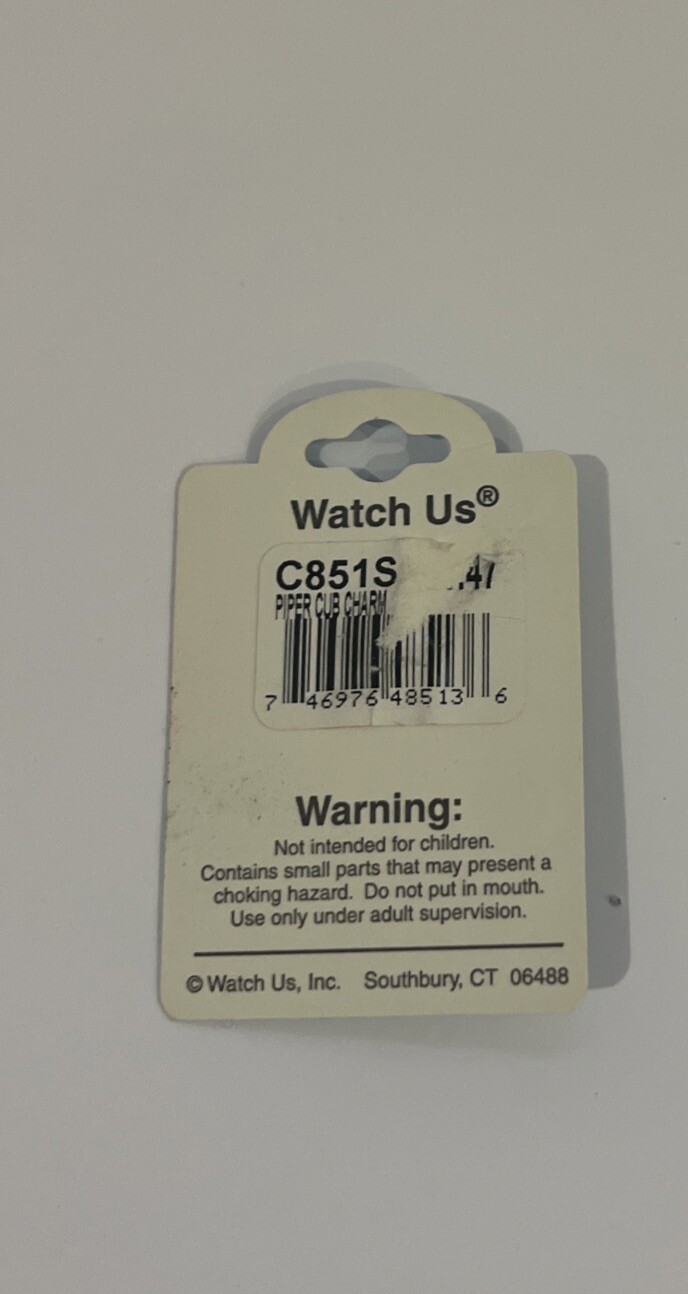 Watch Us®
C851S
PIPER CUB CHARM
7 46976 48513 6
Warning:
Not intended for children.
Contains small parts that may present a
choking hazard. Do not put in mouth.
Use only under adult supervision.
© Watch Us, Inc. Southbury, CT 06488